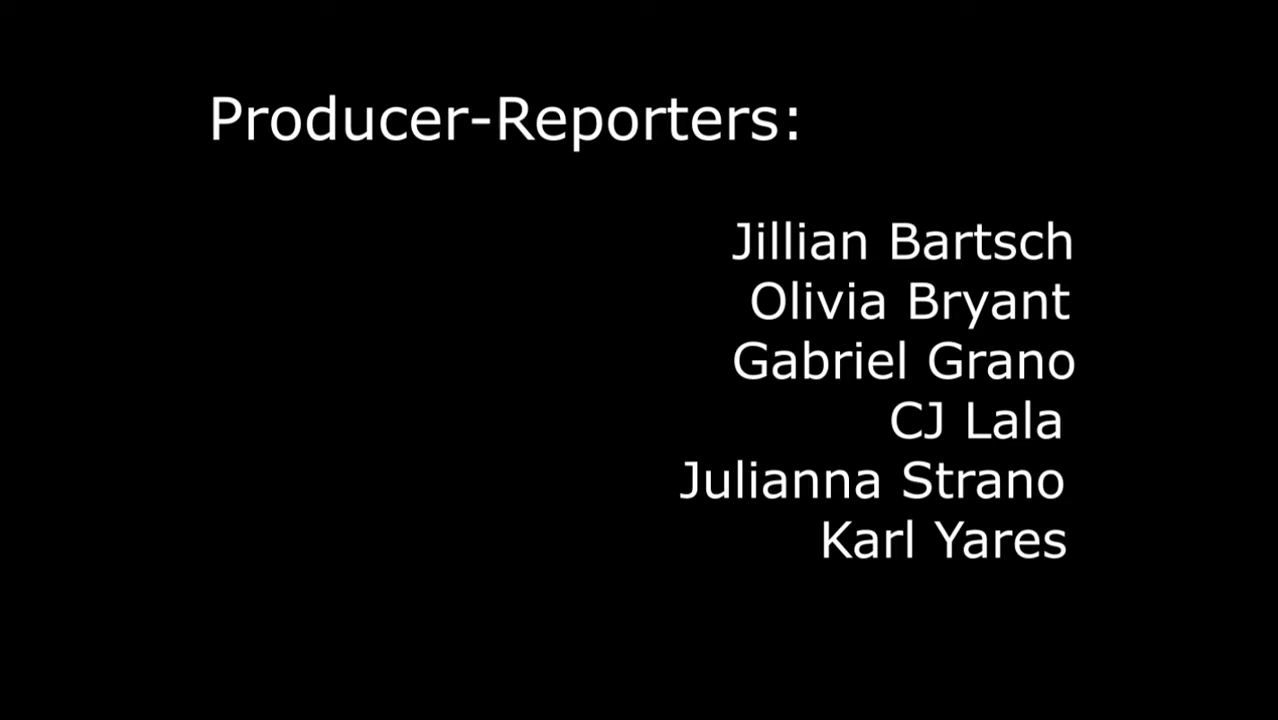 Producer-Reporters:
Jillian Bartsch
Olivia Bryant
Gabriel Grano
CJ Lala
Julianna Strano
Karl Yares